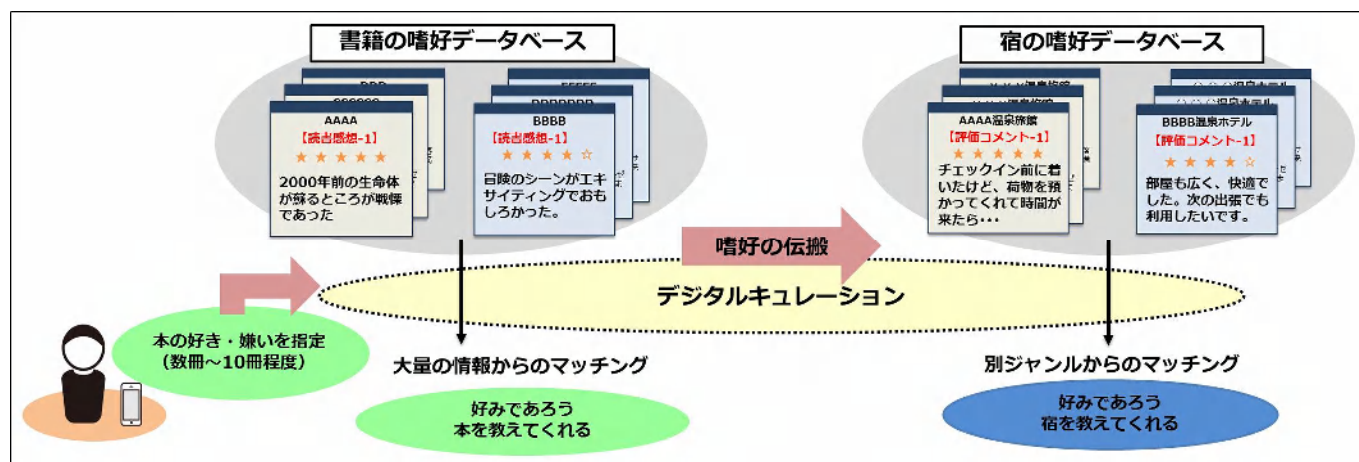 書籍の嗜好データベース
宿の嗜好データベース
AAAA
【読書感想-1】
★★★★★
2000年前の生命体
が蘇るところが戦慄
であった
BBBB
【読書感想-1】
★★★★☆
冒険のシーンがエキ
サイティングでおも
しろかった。
AAAA温泉旅館
【評価コメント-1】
★★★★★
チェックイン前に着
いたけど、荷物を預
かってくれて時間が
来たら・・・
BBBB温泉ホテル
【評価コメント-1】
★★★★☆
部屋も広く、快適で
した。次の出張でも
利用したいです。
嗜好の伝搬
デジタルキュレーション
本の好き・嫌いを指定
（数冊～10冊程度）
大量の情報からのマッチング
別ジャンルからのマッチング
好みであろう
本を教えてくれる
好みであろう
宿を教えてくれる